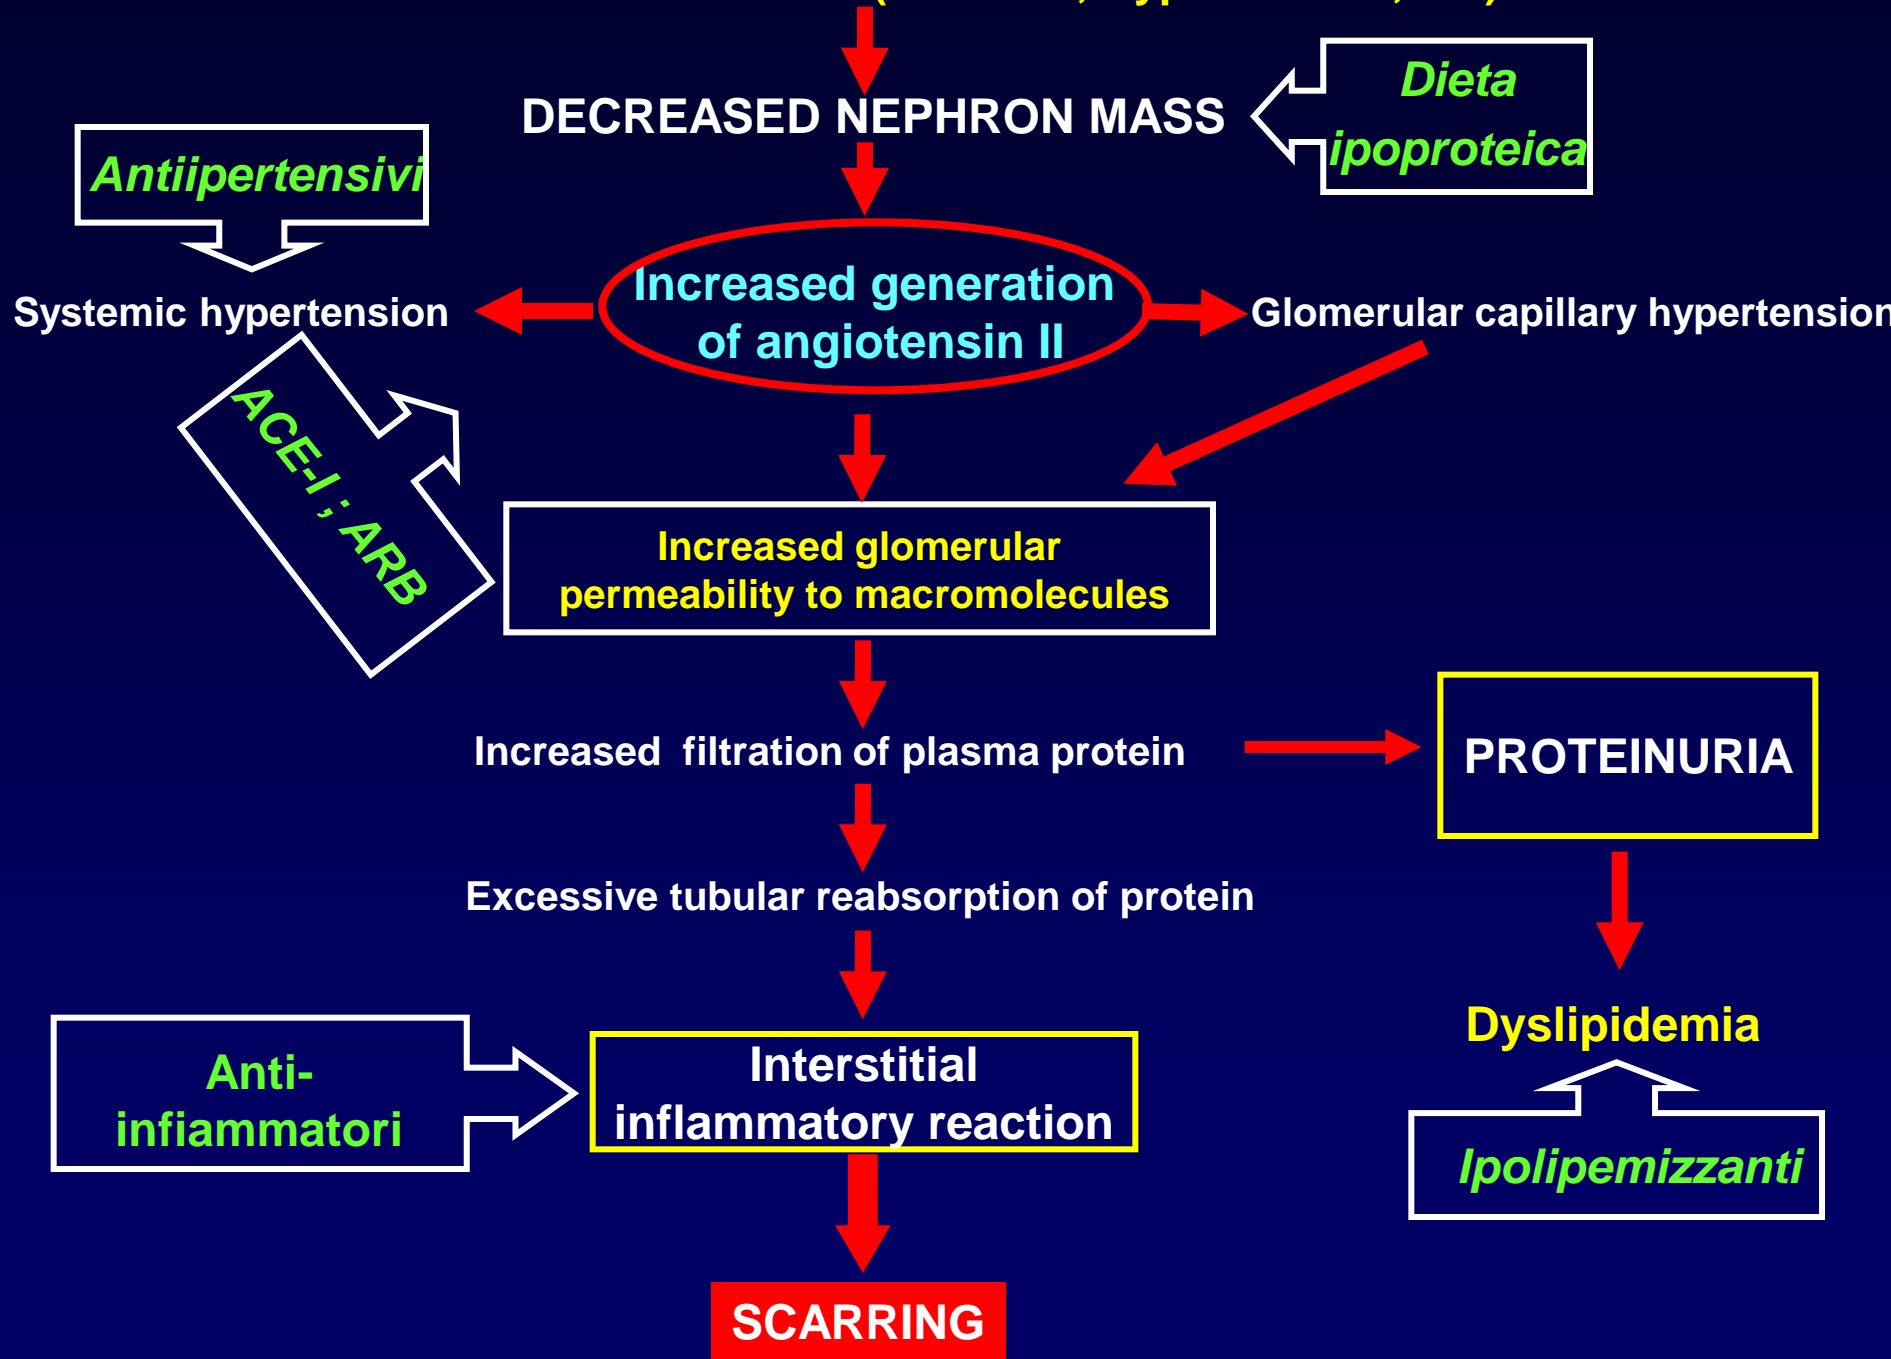 DECREASED NEPHRON MASS
Dieta
ipoproteica
Antiipertensivi
Systemic hypertension
Increased generation
of angiotensin II
Glomerular capillary hypertension
ACE-I ; ARB
Increased glomerular
permeability to macromolecules
Increased filtration of plasma protein
PROTEINURIA
Excessive tubular reabsorption of protein
Dyslipidemia
Anti-
infiammatori
Interstitial
inflammatory reaction
Ipolipemizzanti
SCARRING